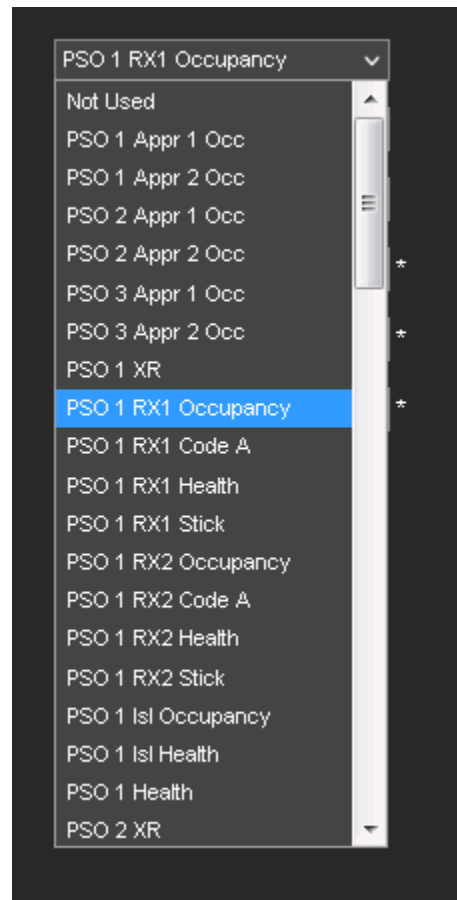 PSO 1 RX1 Occupancy
Not Used
PSO 1 Appr 1 Occ
PSO 1 Appr 2 Occ
PSO 2 Appr 1 Occ
PSO 2 Appr 2 Occ
*
PSO 3 Appr 1 Occ
PSO 3 Appr 2 Occ
*
PSO 1 XR
PSO 1 RX1 Occupancy
*
PSO 1 RX1 Code A
PSO 1 RX1 Health
PSO 1 RX1 Stick
PSO 1 RX2 Occupancy
PSO 1 RX2 Code A
PSO 1 RX2 Health
PSO 1 RX2 Stick
PSO 1 Isl Occupancy
PSO 1 Isl Health
PSO 1 Health
PSO 2 XR